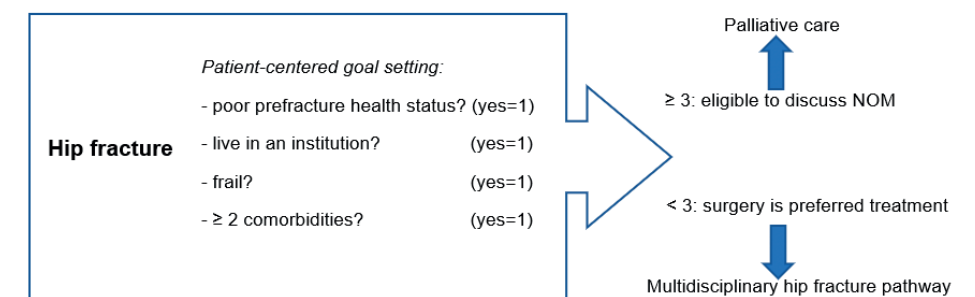 Palliative care
Patient-centered goal setting:
- poor prefracture health status? (yes=1)
≥ 3: eligible to discuss NOM
Hip fracture
- live in an institution? (yes=1)
- frail? (yes=1)
< 3: surgery is preferred treatment
- ≥ 2 comorbidities? (yes=1)
Multidisciplinary hip fracture pathway